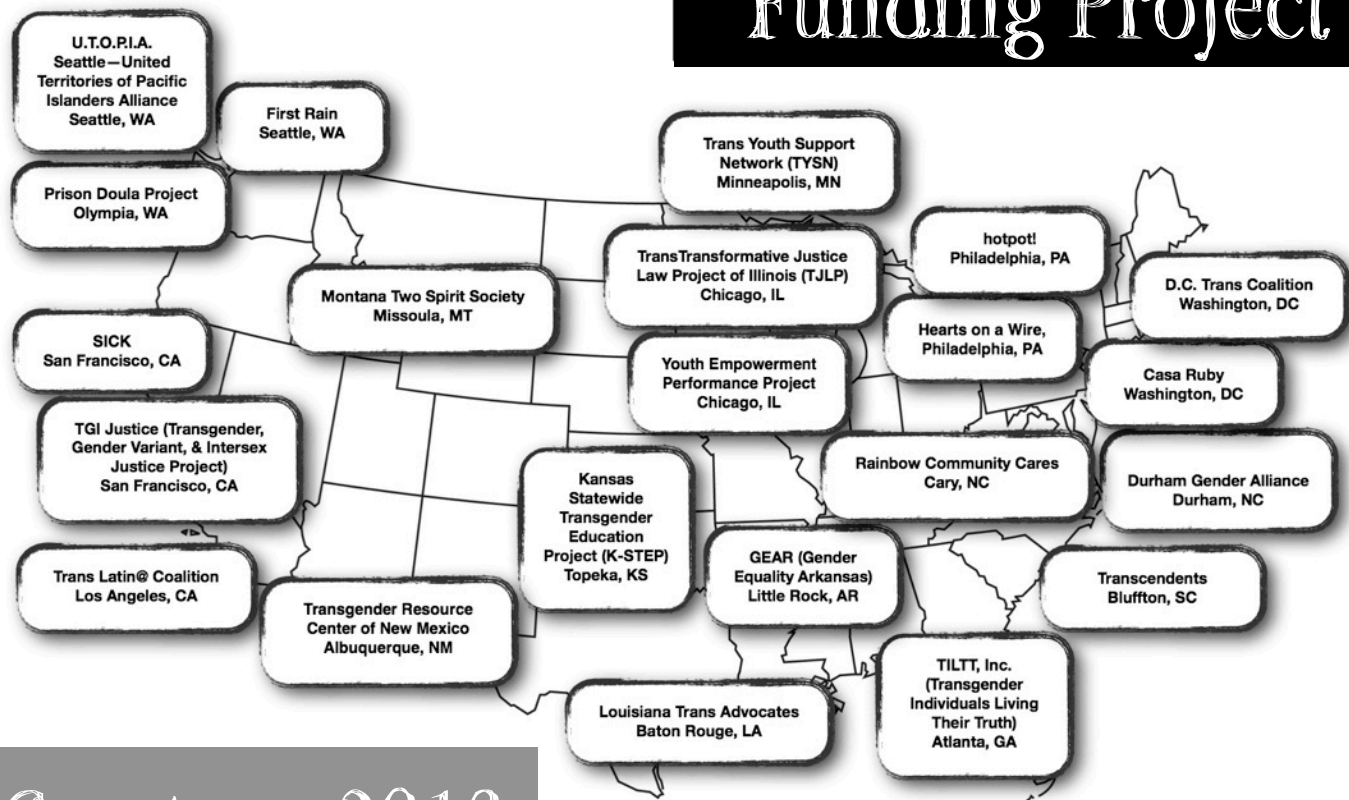 Funding Project
U.T.O.P.I.A.
Seattle—United
Territories of Pacific
Islanders Alliance
Seattle, WA
First Rain
Seattle, WA
Prison Doula Project
Olympia, WA
Trans Youth Support
Network (TYSN)
Minneapolis, MN
hotpot!
Philadelphia, PA
TransTransformative Justice
Law Project of Illinois (TJLP)
Chicago, IL
D.C. Trans Coalition
Washington, DC
Montana Two Spirit Society
Missoula, MT
Hearts on a Wire,
Philadelphia, PA
SICK
San Francisco, CA
Youth Empowerment
Performance Project
Chicago, IL
Casa Ruby
Washington, DC
TGI Justice (Transgender,
Gender Variant, & Intersex
Justice Project)
San Francisco, CA
Rainbow Community Cares
Cary, NC
Durham Gender Alliance
Durham, NC
Kansas
Statewide
Transgender
Education
Project (K-STEP)
Topeka, KS
GEAR (Gender
Equality Arkansas)
Little Rock, AR
Trans Latin@ Coalition
Los Angeles, CA
Transcendents
Bluffton, SC
Transgender Resource
Center of New Mexico
Albuquerque, NM
TILTT, Inc.
(Transgender
Individuals Living
Their Truth)
Atlanta, GA
Louisiana Trans Advocates
Baton Rouge, LA